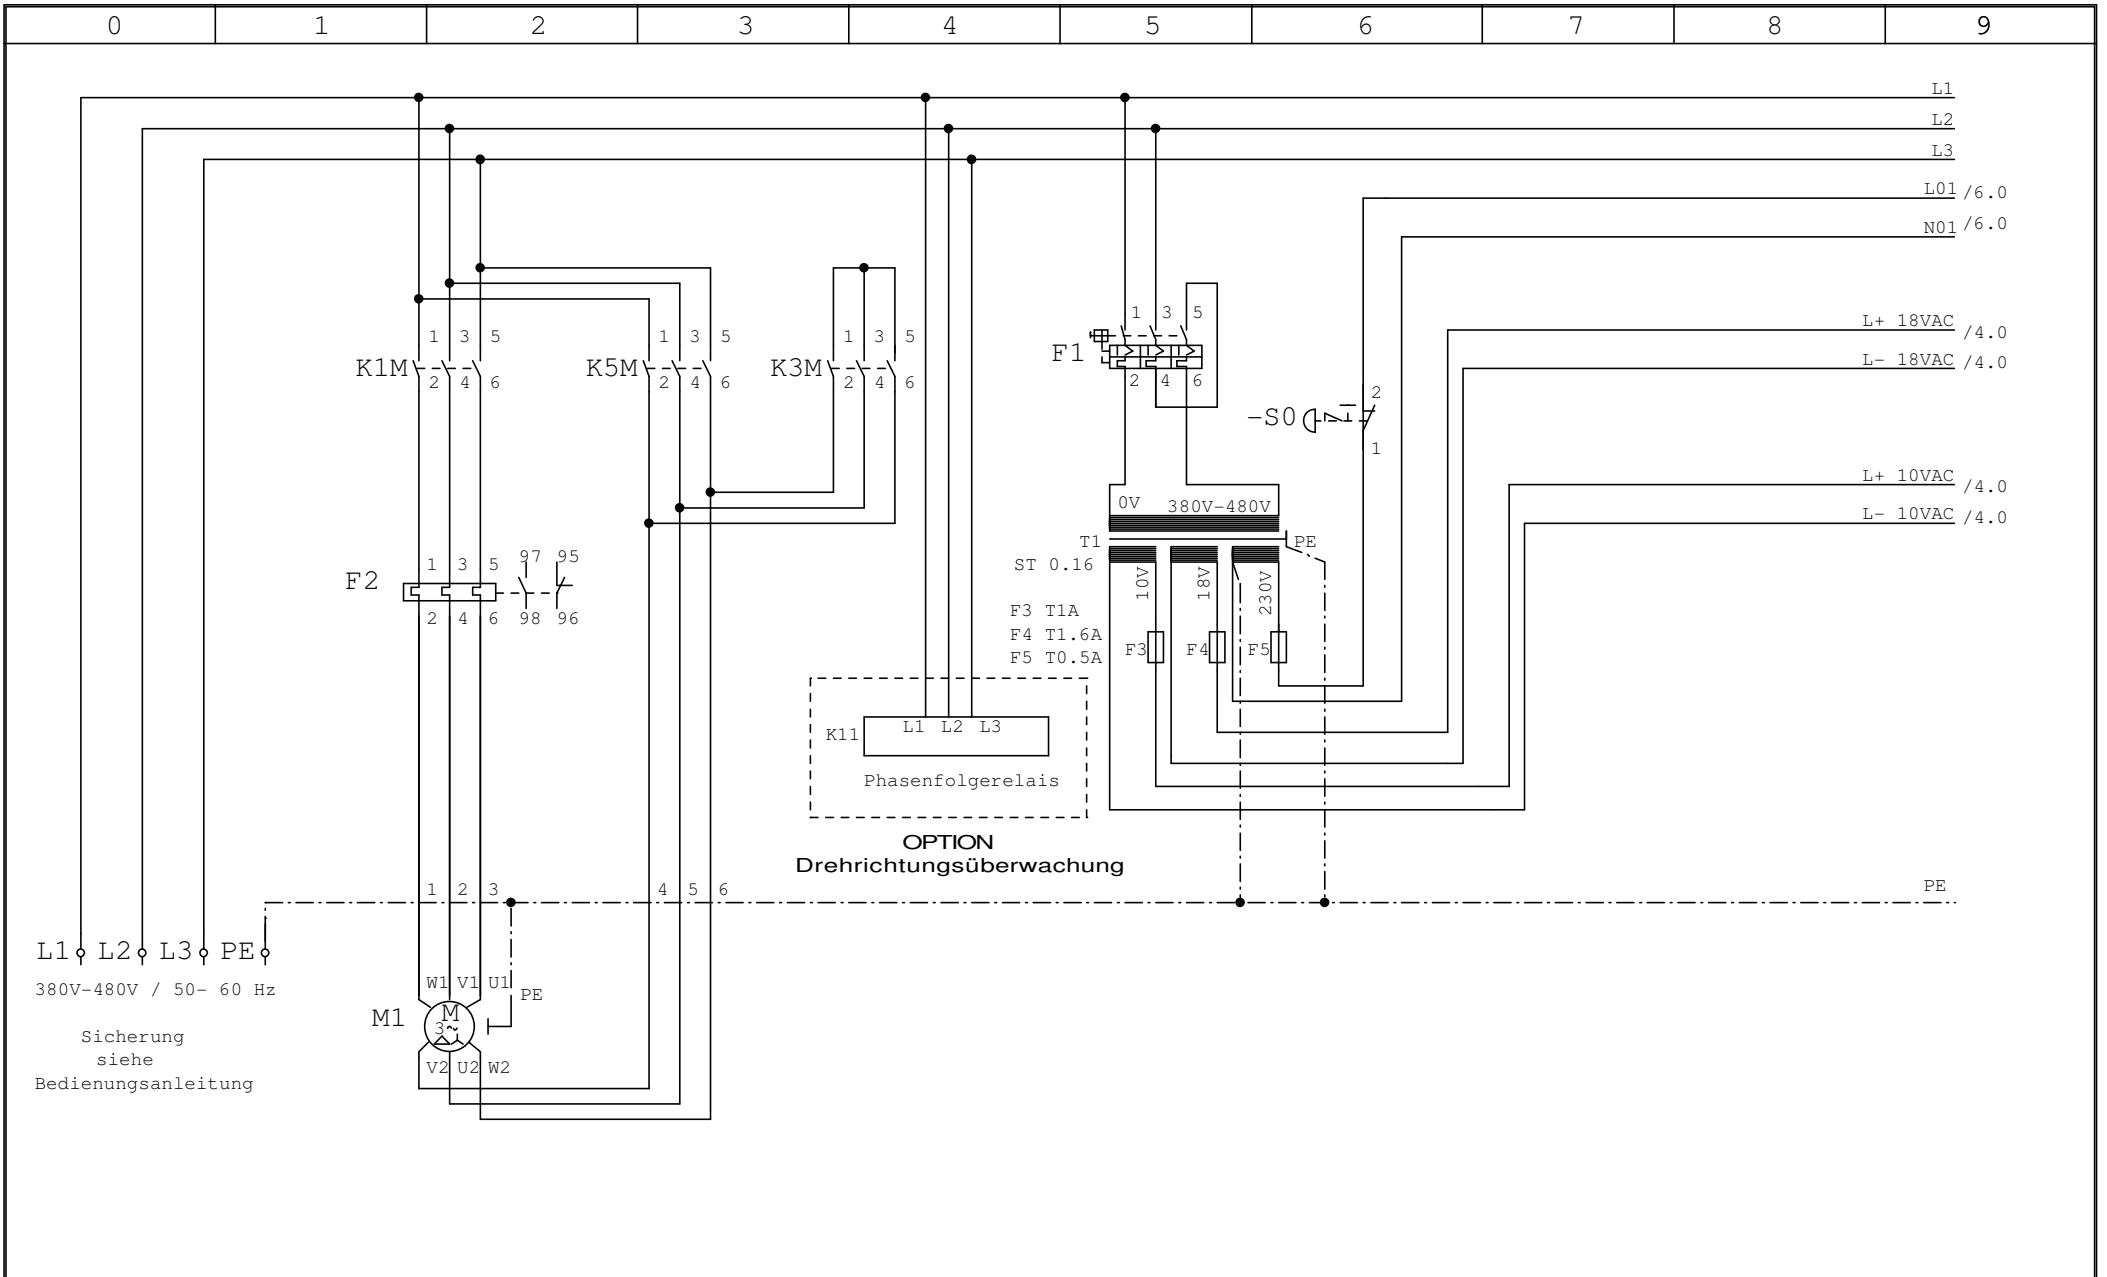 0 1 2 3 4 5 6 7 8 9
L1
L2
L3
L01 /6.0
N01 /6.0
1 3 5
L+ 18VAC /4.0
1 3 5 1 3 5 1 3 5
F1
L- 18VAC /4.0
K1M K5M K3M
2 4 6 2 4 6 2 4 6
2 4 6
2
-S0
1
L+ 10VAC /4.0
0V 380V-480V
L- 10VAC /4.0
T1 PE
97 95
1 3 5
ST 0.16
F2
10V 18V 230V
2 4 6 98 96
F3 T1A
F4 T1.6A
F5 T0.5A
F3 F4 F5
K11 L1 L2 L3
Phasenfolgerelais
OPTION
Drehrichtungsüberwachung
1 2 3 4 5 6
PE
L1 L2 L3 PE
380V-480V / 50- 60 Hz
W1 V1 U1
PE
M1
M
3~
Sicherung
siehe
Bedienungsanleitung
V2 U2 W2